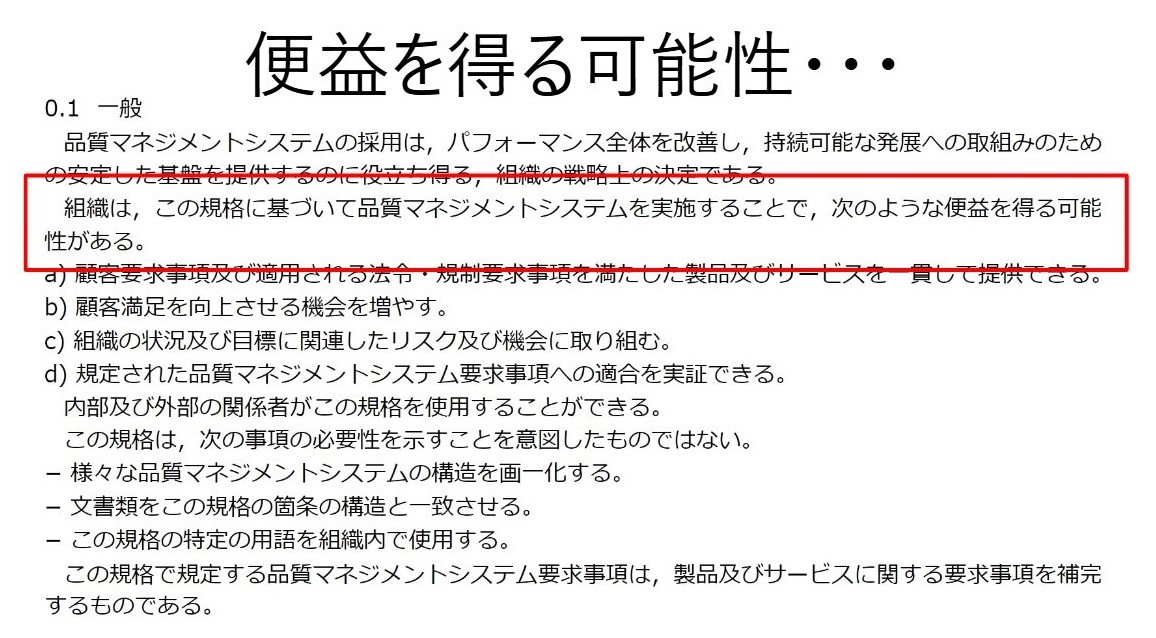 便益を得る可能性・・・
0.1 一般
品質マネジメントシステムの採用は，パフォーマンス全体を改善し，持続可能な発展への取組みのため
の安定した基盤を提供するのに役立ち得る，組織の戦略上の決定である。
組織は，この規格に基づいて品質マネジメントシステムを実施することで，次のような便益を得る可能
性がある。
a) 顧客要求事項及び適用される法令・規制要求事項を満たした製品及びサービスを一貫して提供できる。
b) 顧客満足を向上させる機会を増やす。
c) 組織の状況及び目標に関連したリスク及び機会に取り組む。
d) 規定された品質マネジメントシステム要求事項への適合を実証できる。
内部及び外部の関係者がこの規格を使用することができる。
この規格は，次の事項の必要性を示すことを意図したものではない。
− 様々な品質マネジメントシステムの構造を画一化する。
− 文書類をこの規格の箇条の構造と一致させる。
− この規格の特定の用語を組織内で使用する。
この規格で規定する品質マネジメントシステム要求事項は，製品及びサービスに関する要求事項を補完
するものである。